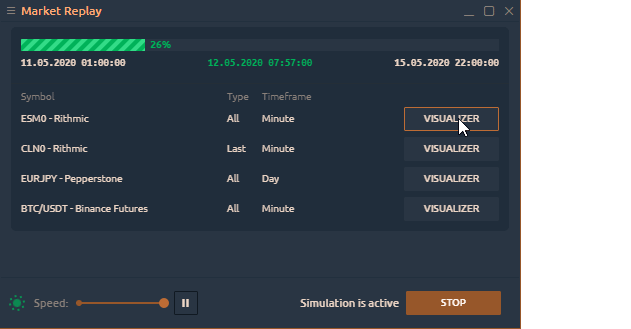 Market Replay
26%
11.05.2020 01:00:00 12.05.2020 07:57:00 15.05.2020 22:00:00
Symbol Type Timeframe
ESM0 - Rithmic All Minute VISUALIZER
CLN0 - Rithmic Last Minute VISUALIZER
EURJPY - Pepperstone All Day VISUALIZER
BTC/USDT - Binance Futures All Minute VISUALIZER
Speed: Simulation is active STOP